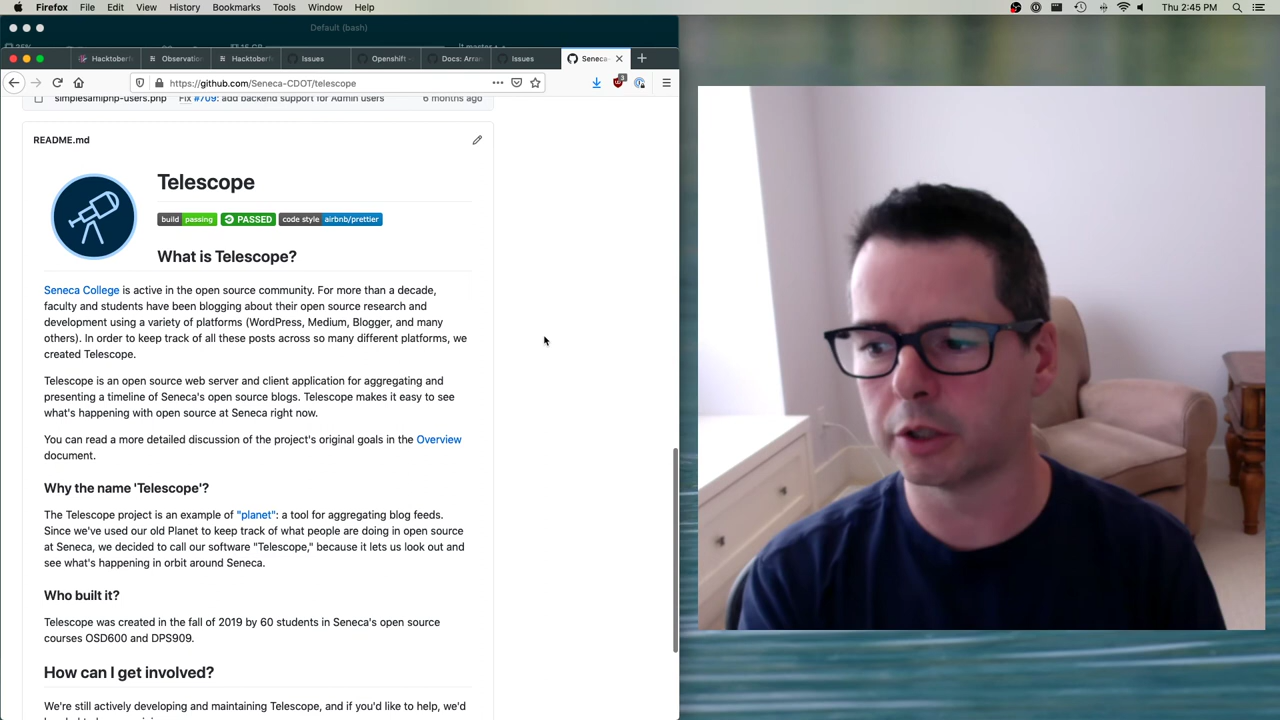 Firefox File Edit View History Bookmarks Tools Window Help Thu 2:45 PM
Default (bash)
Hacktoberf Observation Hacktoberf Issues Openshift Docs: Arran Issues Seneca-
https://github.com/Seneca-CDOT/telescope
3
simplesamlphp-users.php Fix #709: add backend support for Admin users 6 months ago
README.md
Telescope
build passing PASSED code style airbnb/prettier
What is Telescope?
Seneca College is active in the open source community. For more than a decade,
faculty and students have been blogging about their open source research and
development using a variety of platforms (WordPress, Medium, Blogger, and many
others). In order to keep track of all these posts across so many different platforms, we
created Telescope.
Telescope is an open source web server and client application for aggregating and
presenting a timeline of Seneca's open source blogs. Telescope makes it easy to see
what's happening with open source at Seneca right now.
You can read a more detailed discussion of the project's original goals in the Overview
document.
Why the name 'Telescope'?
The Telescope project is an example of "planet": a tool for aggregating blog feeds.
Since we've used our old Planet to keep track of what people are doing in open source
at Seneca, we decided to call our software "Telescope," because it lets us look out and
see what's happening in orbit around Seneca.
Who built it?
Telescope was created in the fall of 2019 by 60 students in Seneca's open source
courses OSD600 and DPS909.
How can I get involved?
We're still actively developing and maintaining Telescope, and if you'd like to help, we'd